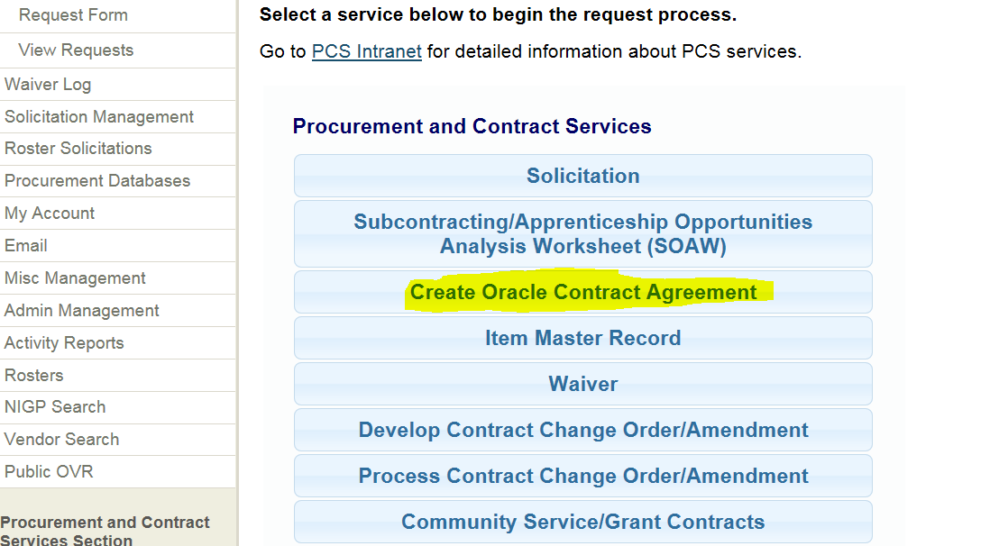 Request Form
View Requests
Waiver Log
Solicitation Management
Roster Solicitations
Procurement Databases
My Account
Email
Misc Management
Admin Management
Activity Reports
Rosters
NIGP Search
Vendor Search
Public OVR
Procurement and Contract
Services Section
Select a service below to begin the request process.
Go to PCS Intranet for detailed information about PCS services.
Procurement and Contract Services
Solicitation
Subcontracting/Apprenticeship Opportunities
Analysis Worksheet (SOAW)
Create Oracle Contract Agreement
Item Master Record
Waiver
Develop Contract Change Order/Amendment
Process Contract Change Order/Amendment
Community Service/Grant Contracts